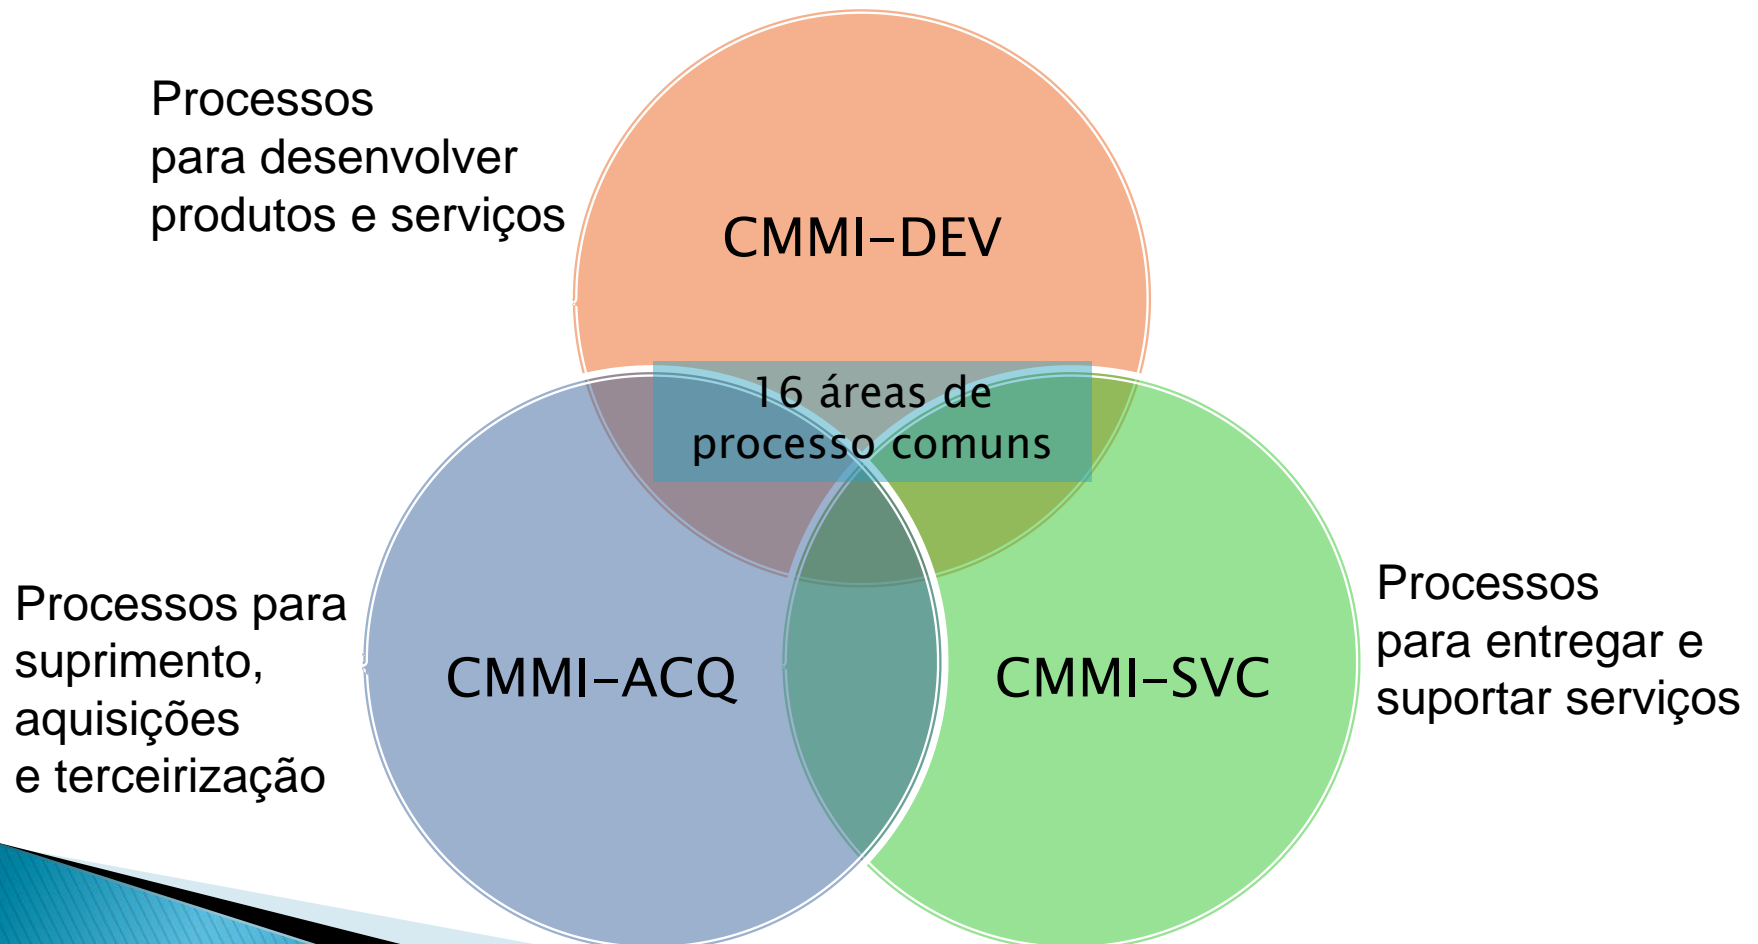 Processos
para desenvolver
produtos e serviços
CMMI-DEV
16 áreas de
processo comuns
Processos para
suprimento,
aquisições
e terceirização
CMMI-ACQ
CMMI-SVC
Processos
para entregar e
suportar serviços